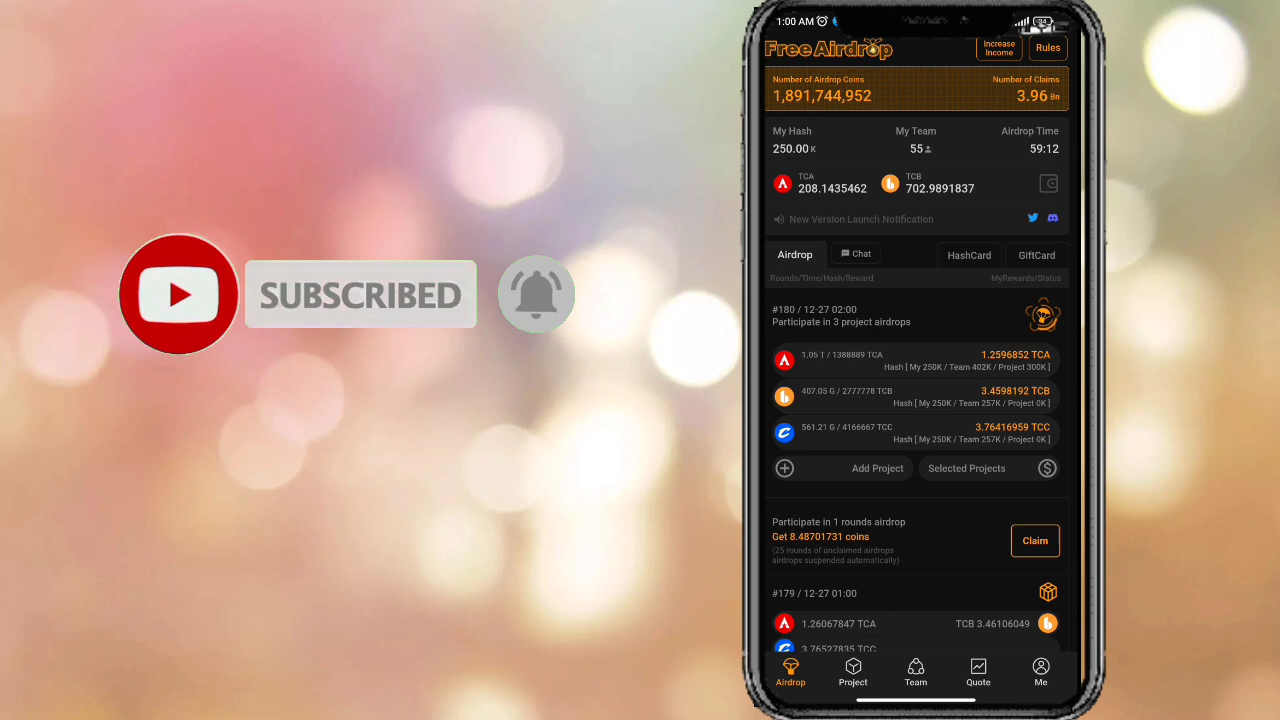 SUBSCRIBED
1:00 AM
34
Free Airdrop
Increase
Income
Rules
Number of Airdrop Coins
Number of Claims
1,891,744,952
3.96 Bn
My Hash
My Team
Airdrop Time
250.00 K
55
59:12
TCA
208.1435462
TCB
702.9891837
New Version Launch Notification
Airdrop
Chat
HashCard
GiftCard
Rounds/Time/Hash/Reward
MyRewards/Status
#180 / 12-27 02:00
Participate in 3 project airdrops
1.05 T / 1388889 TCA
1.2596852 TCA
Hash [ My 250K / Team 402K / Project 300K ]
407.05 G / 2777778 TCB
3.4598192 TCB
Hash [ My 250K / Team 257K / Project 0K ]
561.21 G / 4166667 TCC
3.76416959 TCC
Hash [ My 250K / Team 257K / Project 0K ]
Add Project
Selected Projects
Participate in 1 rounds airdrop
Get 8.48701731 coins
(25 rounds of unclaimed airdrops
airdrops suspended automatically)
Claim
#179 / 12-27 01:00
1.26067847 TCA
TCB 3.46106049
3.76527835 TCC
Airdrop
Project
Team
Quote
Me